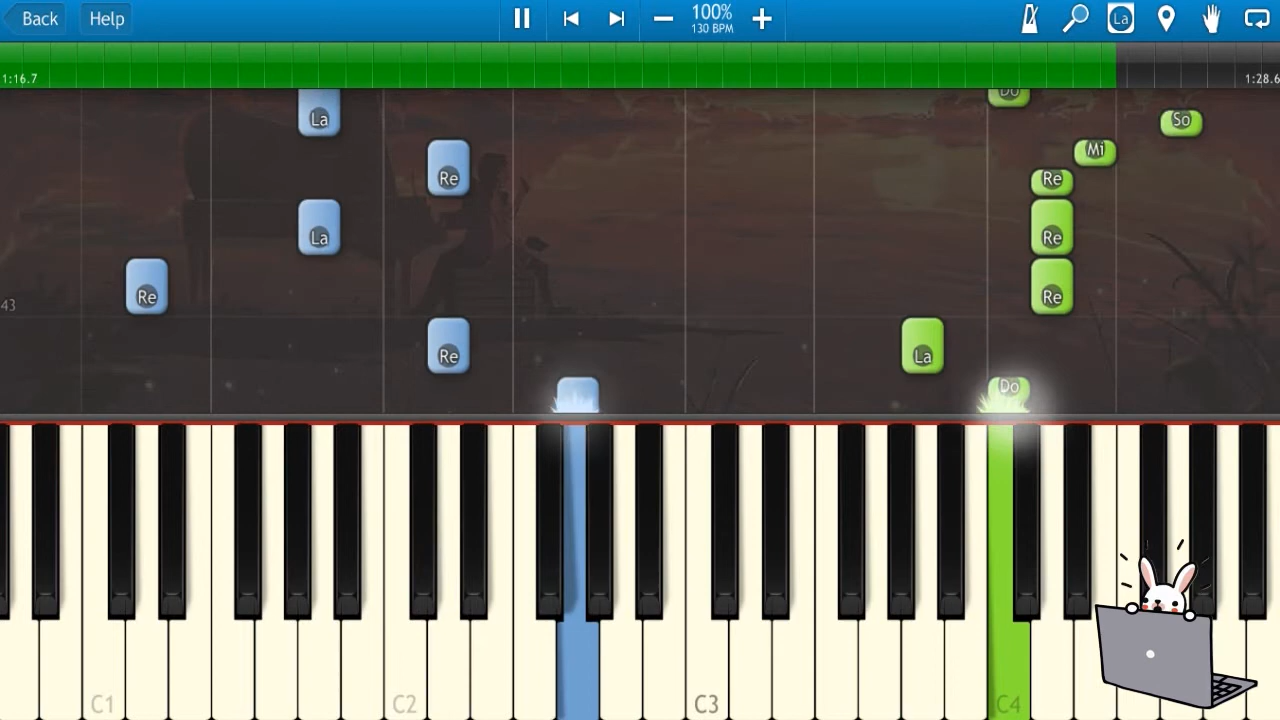 Back Help 100% La
130 BPM
1:16.7 1:28.6
Do
La So
Mi
Re Re
La Re
Re Re
43
Re La
Do
C1 C2 C3 C4